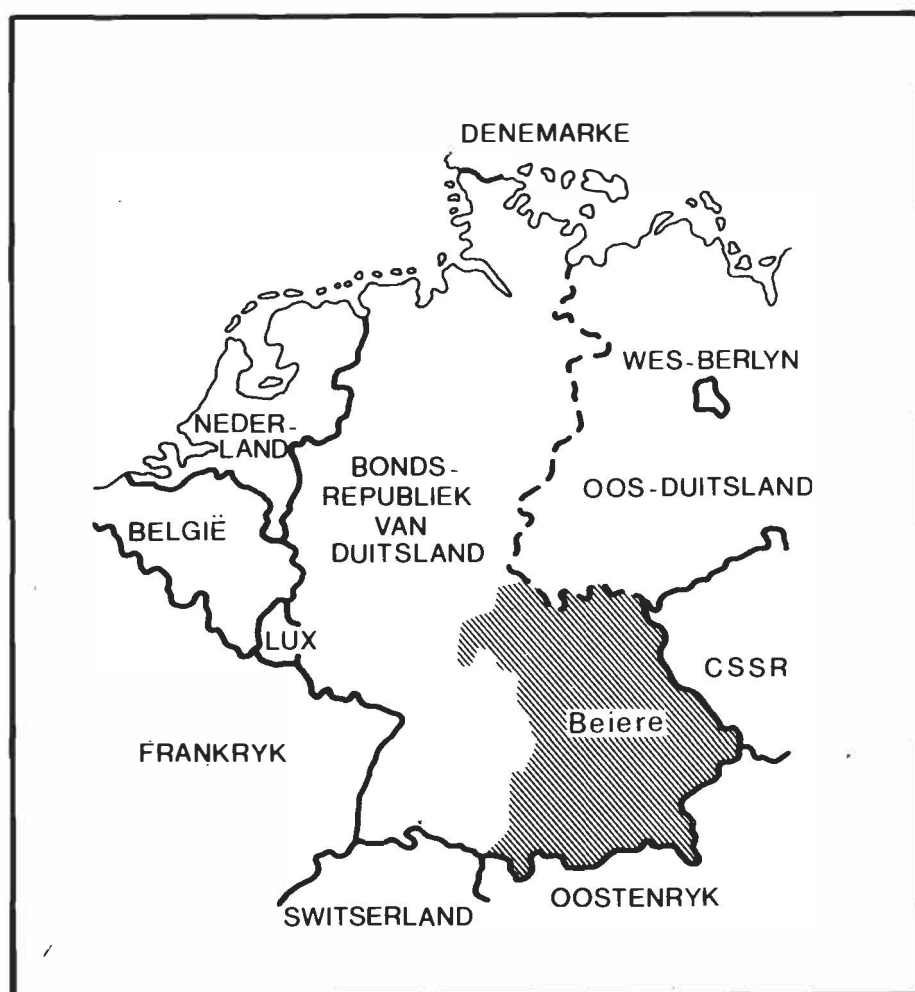 DENEMARKE
WES-BERLYN
NEDER-
LAND
BONDS-
REPUBLIEK
VAN
DUITSLAND
OOS-DUITSLAND
BELGIË
LUX
CSSR
Beiere
FRANKRYK
OOSTENRYK
SWITSERLAND